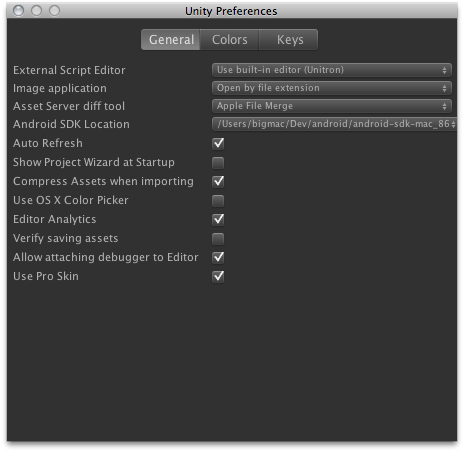 Unity Preferences
General Colors Keys
External Script Editor Use built-in editor (Unitron)
Image application Open by file extension
Asset Server diff tool Apple File Merge
Android SDK Location /Users/bigmac/Dev/android/android-sdk-mac_86
Auto Refresh
Show Project Wizard at Startup
Compress Assets when importing
Use OS X Color Picker
Editor Analytics
Verify saving assets
Allow attaching debugger to Editor
Use Pro Skin